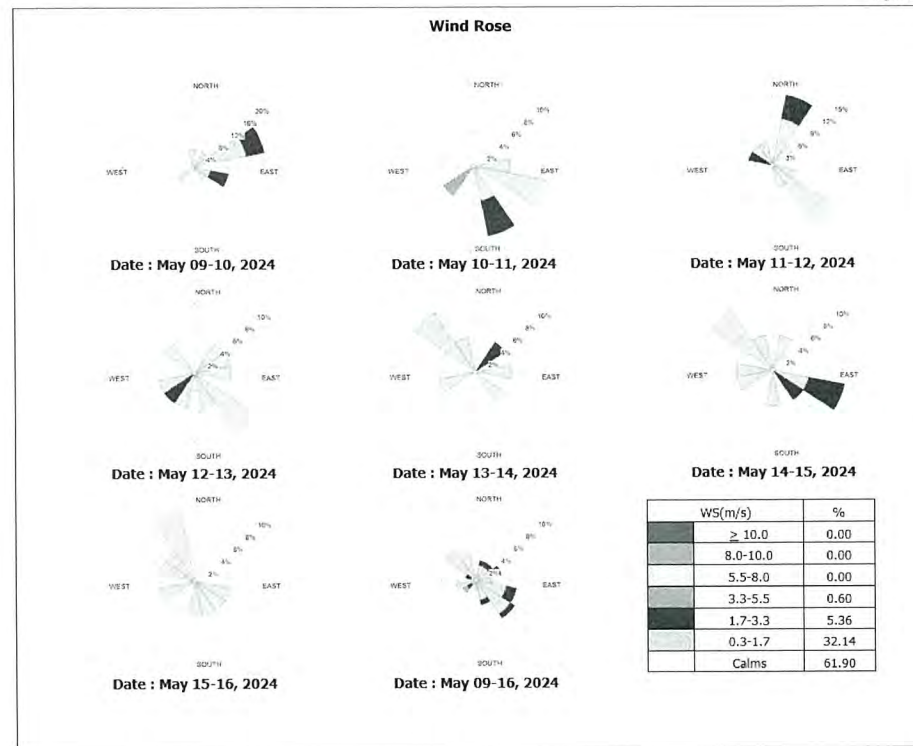 Wind Rose
NORTH
20%
16%
12%
8%
4%
WEST
EAST
SOUTH
Date : May 09-10, 2024
NORTH
10%
8%
6%
4%
2%
WEST
EAST
SOUTH
Date : May 10-11, 2024
NORTH
15%
12%
9%
6%
3%
WEST
EAST
SOUTH
Date : May 11-12, 2024
NORTH
10%
8%
6%
4%
2%
WEST
EAST
SOUTH
Date : May 12-13, 2024
NORTH
10%
8%
6%
4%
2%
WEST
EAST
SOUTH
Date : May 13-14, 2024
NORTH
10%
8%
6%
4%
2%
WEST
EAST
SOUTH
Date : May 14-15, 2024
NORTH
10%
8%
6%
4%
2%
WEST
EAST
SOUTH
Date : May 15-16, 2024
NORTH
10%
8%
6%
4%
WEST
EAST
SOUTH
Date : May 09-16, 2024
WS(m/s) %
≥ 10.0 0.00
8.0-10.0 0.00
5.5-8.0 0.00
3.3-5.5 0.60
1.7-3.3 5.36
0.3-1.7 32.14
Calms 61.90